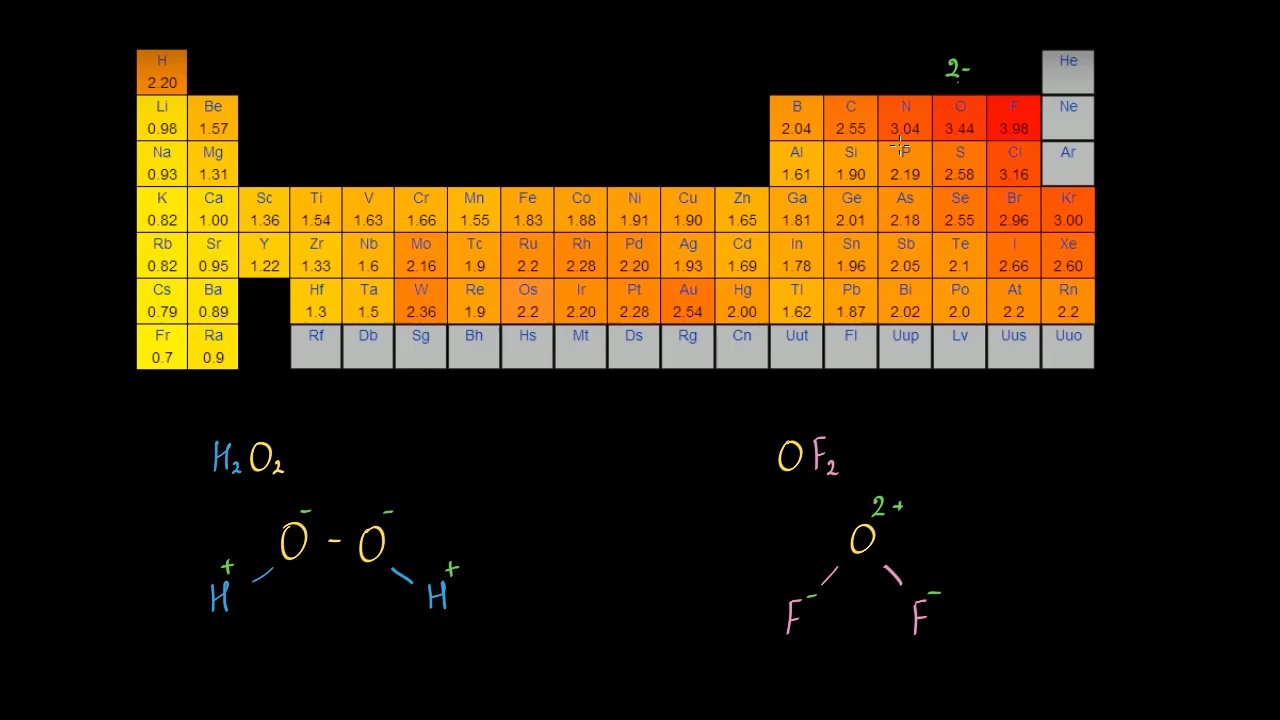 2-
H He
2.20
Li Be B C N O F Ne
0.98 1.57 2.04 2.55 3.04 3.44 3.98
Na Mg Al Si P S Cl Ar
0.93 1.31 1.61 1.90 2.19 2.58 3.16
K Ca Sc Ti V Cr Mn Fe Co Ni Cu Zn Ga Ge As Se Br Kr
0.82 1.00 1.36 1.54 1.63 1.66 1.55 1.83 1.88 1.91 1.90 1.65 1.81 2.01 2.18 2.55 2.96 3.00
Rb Sr Y Zr Nb Mo Tc Ru Rh Pd Ag Cd In Sn Sb Te I Xe
0.82 0.95 1.22 1.33 1.6 2.16 1.9 2.2 2.28 2.20 1.93 1.69 1.78 1.96 2.05 2.1 2.66 2.60
Cs Ba Hf Ta W Re Os Ir Pt Au Hg Tl Pb Bi Po At Rn
0.79 0.89 1.3 1.5 2.36 1.9 2.2 2.20 2.28 2.54 2.00 1.62 1.87 2.02 2.0 2.2 2.2
Fr Ra Rf Db Sg Bh Hs Mt Ds Rg Cn Uut Fl Uup Lv Uus Uuo
0.7 0.9
H₂O₂ OF₂
- - 2+
O - O O
+ +
H H
- -
F F